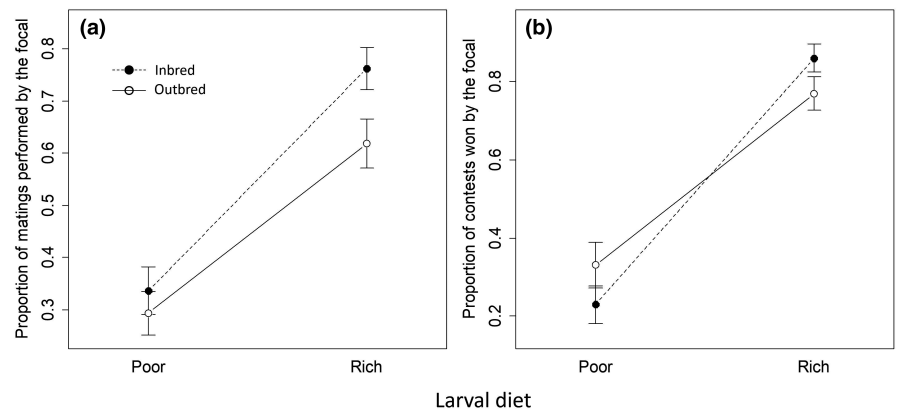 (a)
Inbred
Outbred
Proportion of matings performed by the focal
0.8
0.7
0.6
0.5
0.4
0.3
Poor
Rich
(b)
Proportion of contests won by the focal
0.8
0.6
0.4
0.2
Poor
Rich
Larval diet